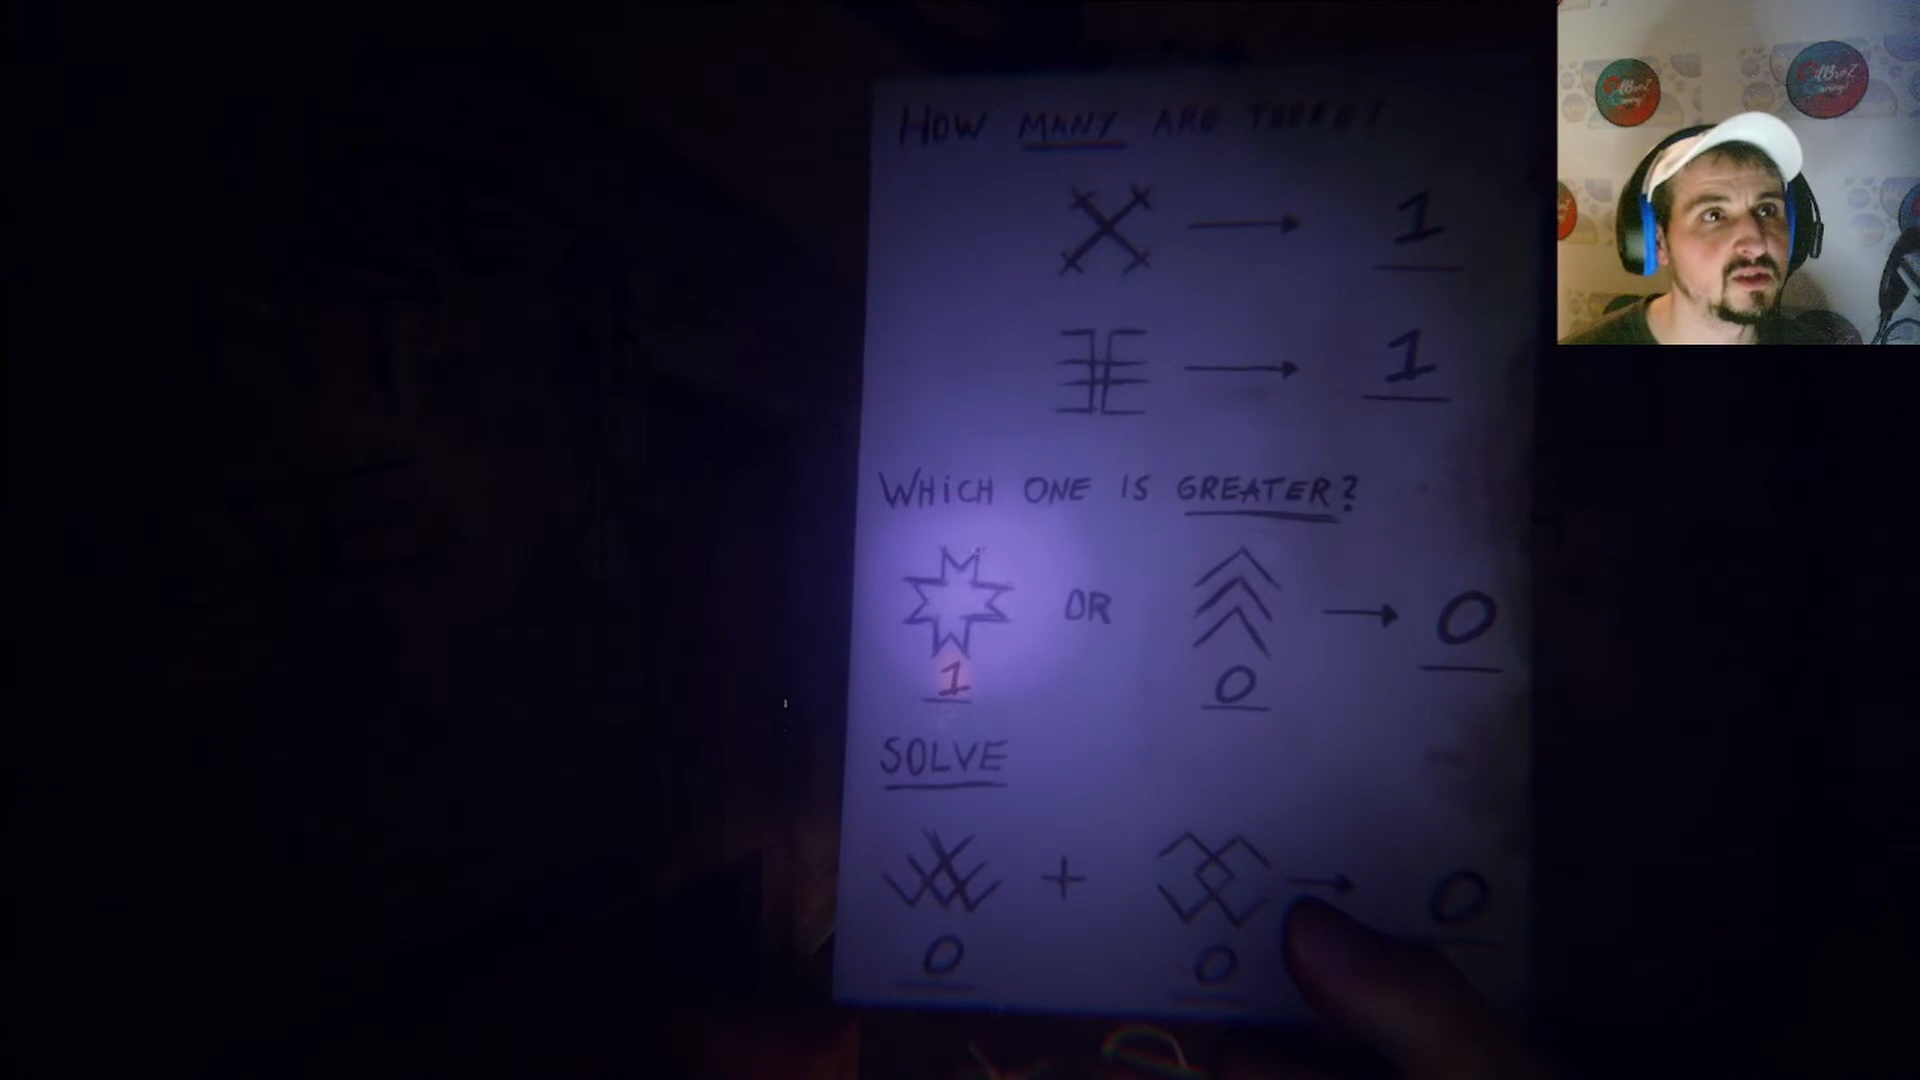 HOW MANY ARE THERE?
1
1
WHICH ONE IS GREATER?
OR
0
1
0
SOLVE
+
0
0
0